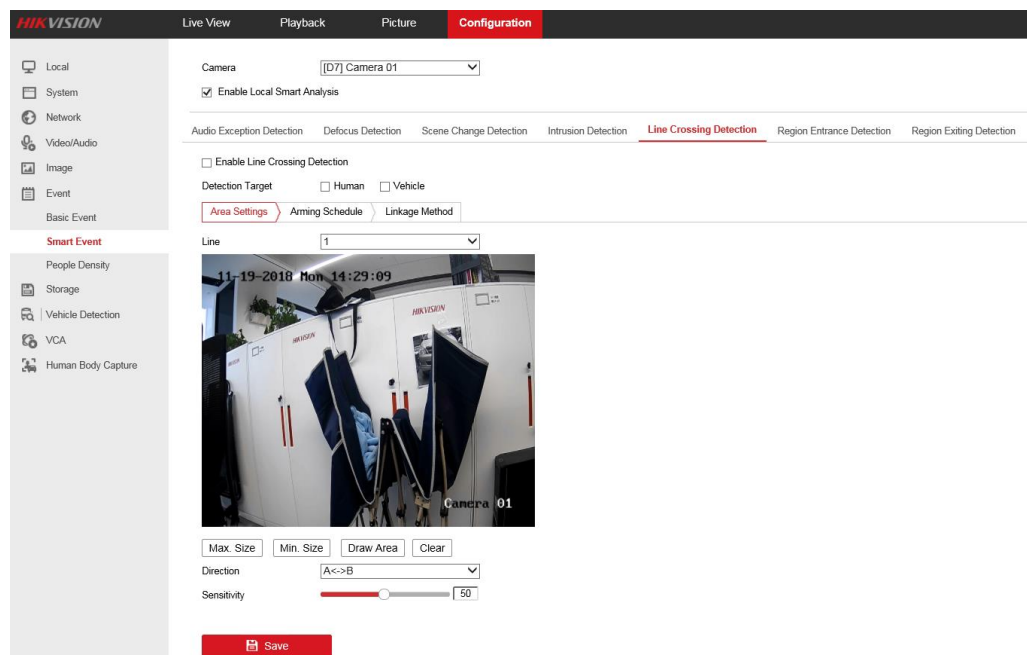 HIKVISION Live View Playback Picture Configuration
Local
System
Network
Video/Audio
Image
Event
Basic Event
Smart Event
People Density
Storage
Vehicle Detection
VCA
Human Body Capture
Camera [D7] Camera 01
Enable Local Smart Analysis
Audio Exception Detection Defocus Detection Scene Change Detection Intrusion Detection Line Crossing Detection Region Entrance Detection Region Exiting Detection
Enable Line Crossing Detection
Detection Target Human Vehicle
Area Settings Arming Schedule Linkage Method
Line 1
11-19-2018 Mon 14:29:09
HIKVISION
HIKVISION
Camera 01
Max. Size Min. Size Draw Area Clear
Direction A<->B
Sensitivity 50
Save